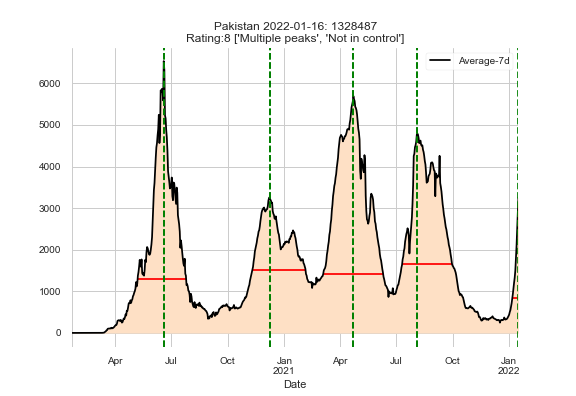 Pakistan 2022-01-16: 1328487
Rating:8 ['Multiple peaks', 'Not in control']
Average-7d
6000
5000
4000
3000
2000
1000
0
Apr Jul Oct Jan Apr Jul Oct Jan
2021 2022
Date